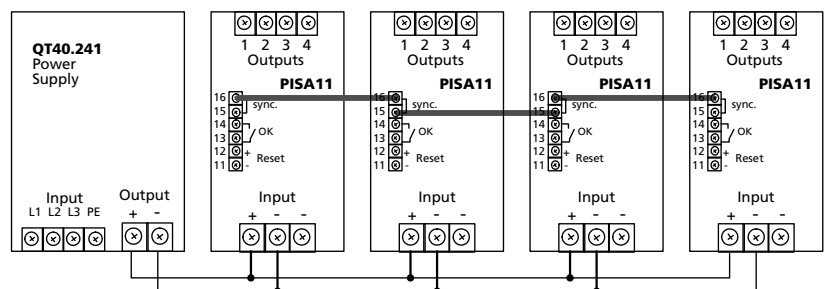 QT40.241
Power
Supply
Input
L1 L2 L3 PE
Output
+ -
1 2 3 4
Outputs
PISA11
16
15
sync.
14
13
OK
12
11
+
-
Reset
Input
+ - -
1 2 3 4
Outputs
PISA11
16
15
sync.
14
13
OK
12
11
+
-
Reset
Input
+ - -
1 2 3 4
Outputs
PISA11
16
15
sync.
14
13
OK
12
11
+
-
Reset
Input
+ - -
1 2 3 4
Outputs
PISA11
16
15
sync.
14
13
OK
12
11
+
-
Reset
Input
+ - -